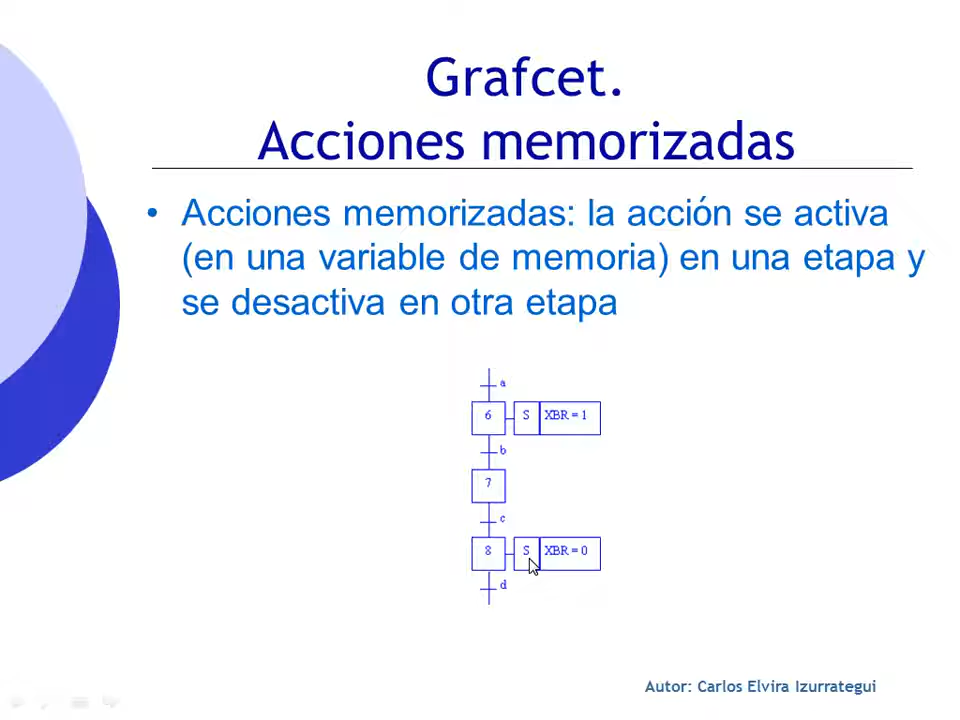 Grafcet.
Acciones memorizadas
• Acciones memorizadas: la acción se activa
(en una variable de memoria) en una etapa y
se desactiva en otra etapa
a
6 S XBR = 1
b
7
c
8 S XBR = 0
d
Autor: Carlos Elvira Izurrategui